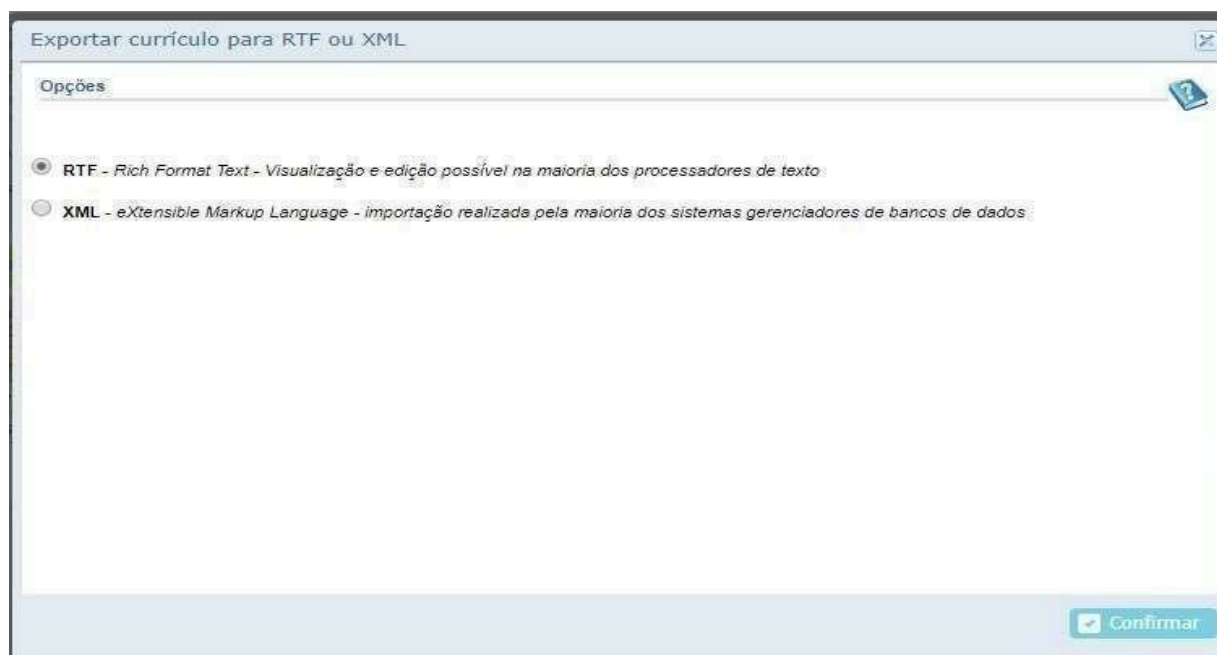 Exportar currículo para RTF ou XML
Opções
RTF - Rich Format Text - Visualização e edição possível na maioria dos processadores de texto
XML - eXtensible Markup Language - importação realizada pela maioria dos sistemas gerenciadores de bancos de dados
Confirmar